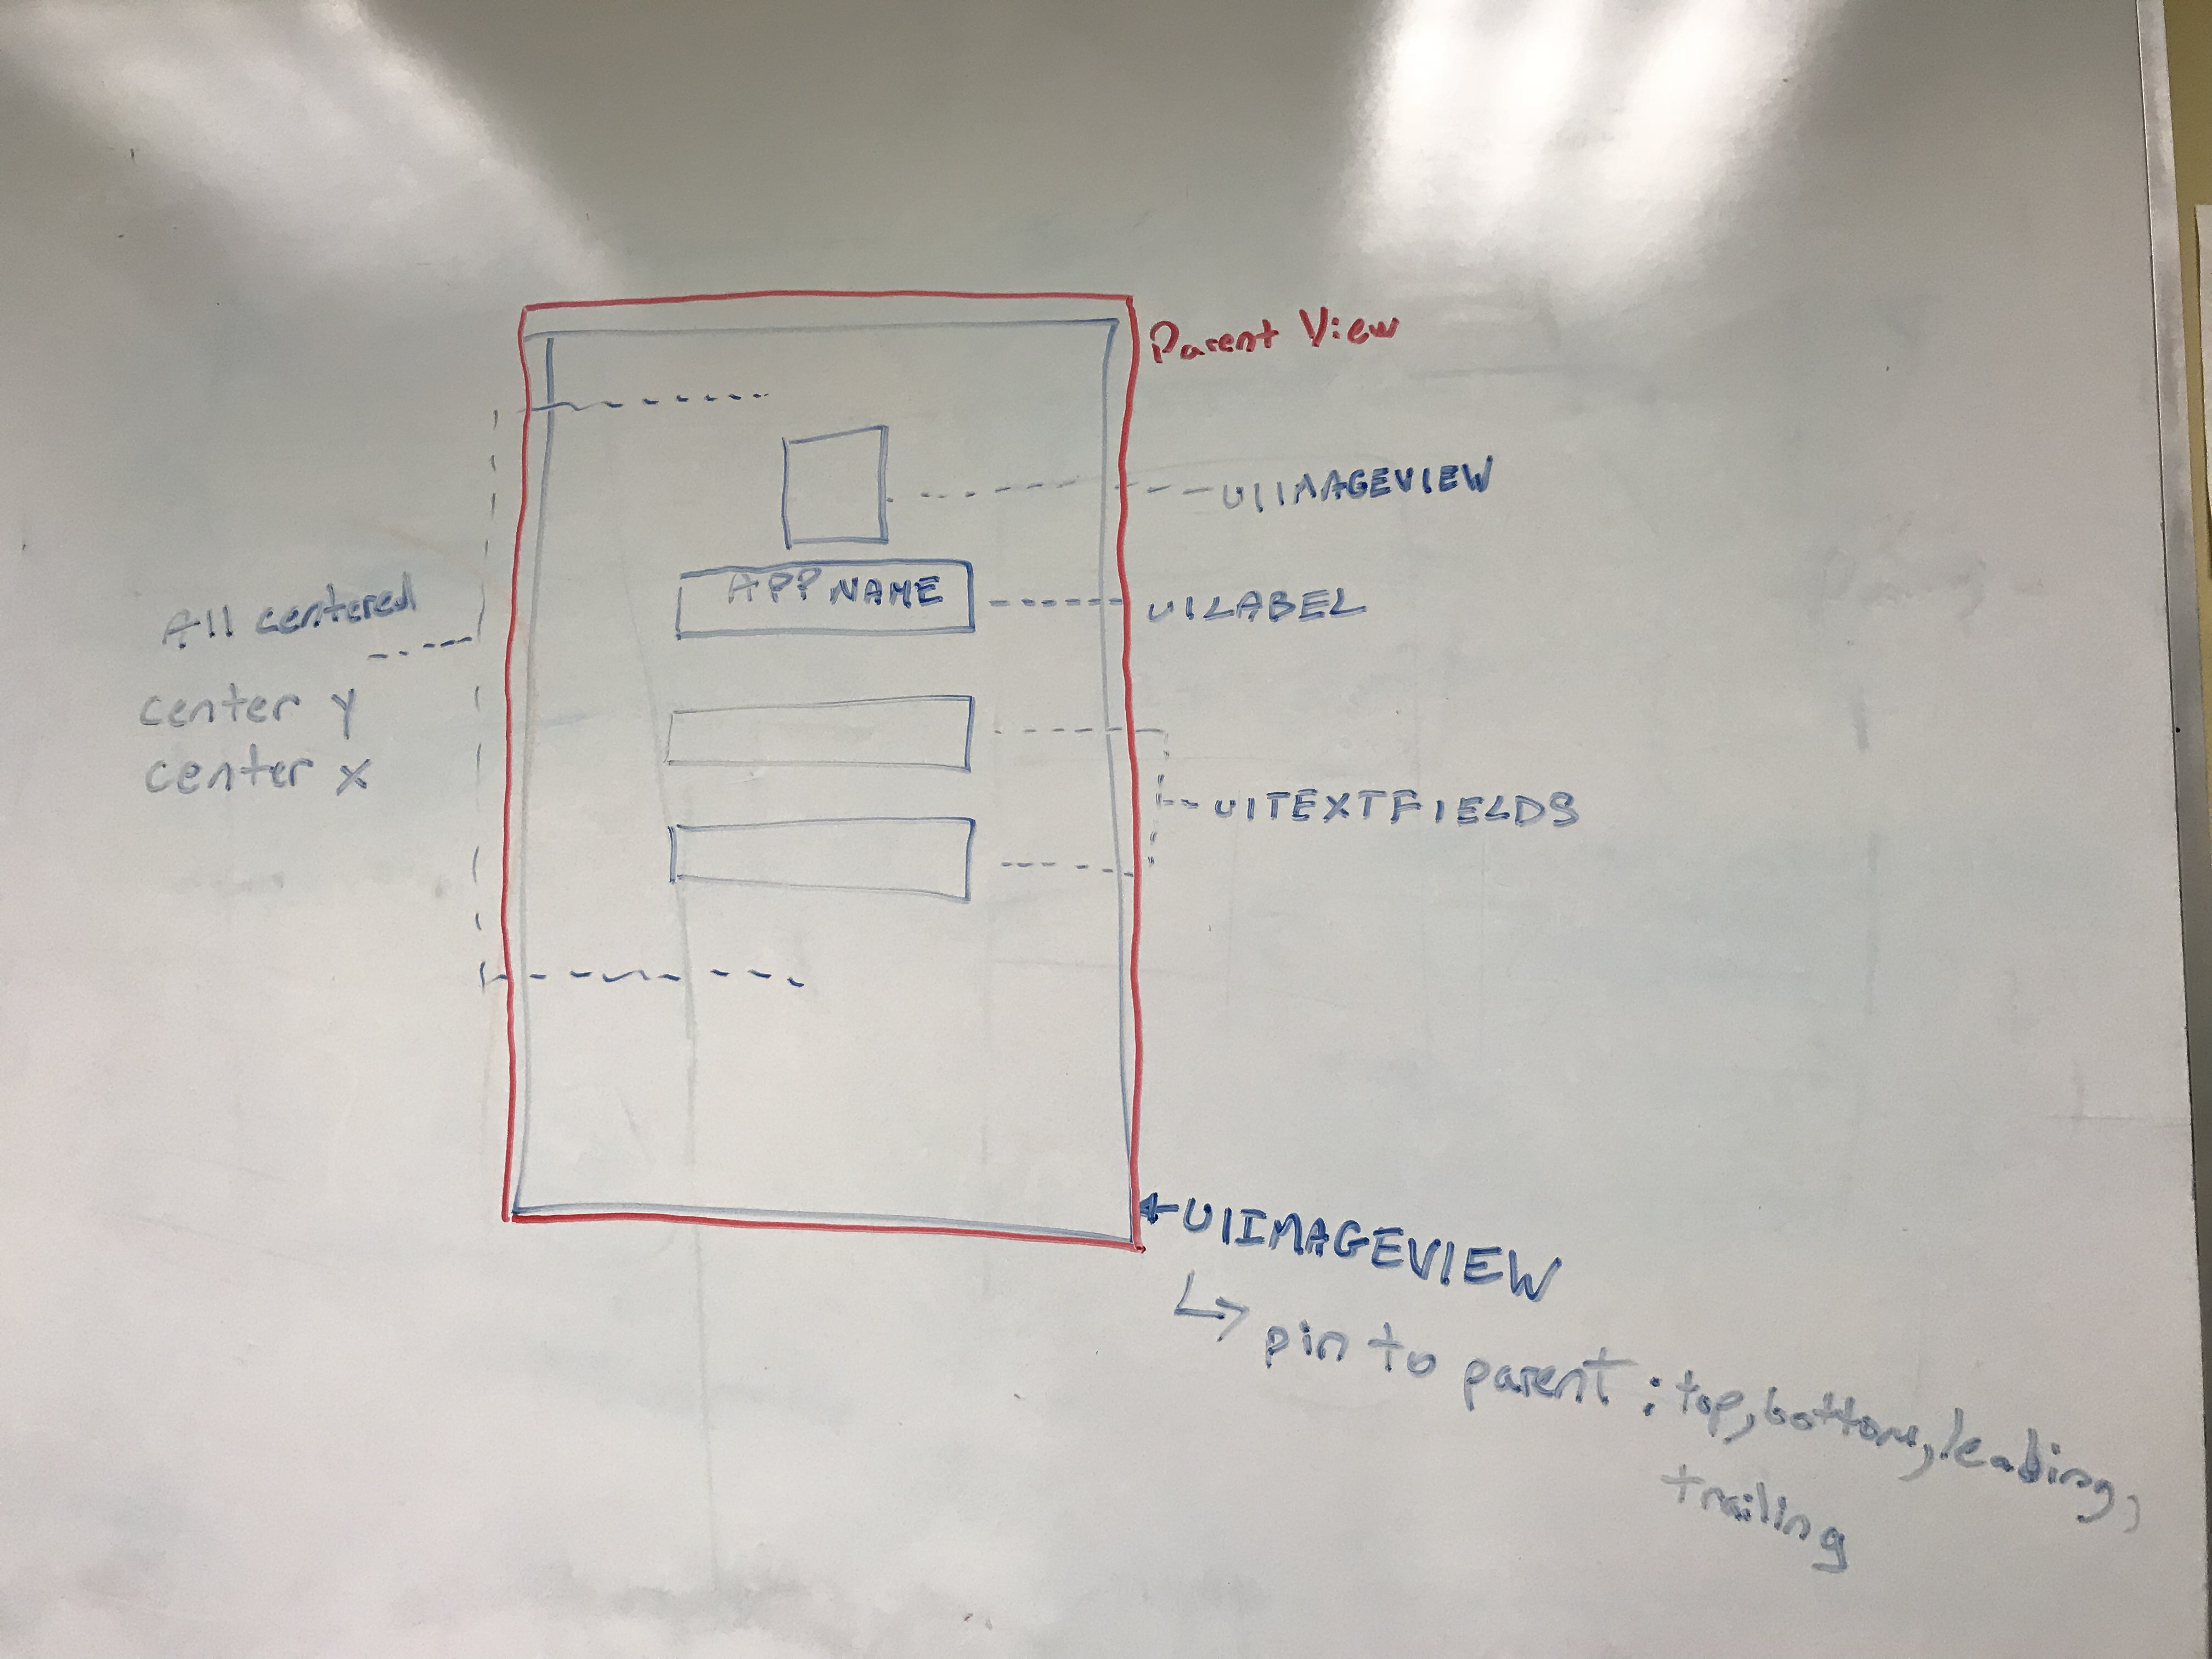 Parent View
UIIMAGEVIEW
APP NAME
UILABEL
All centered
center y
center x
UITEXTFIELDS
UIIMAGEVIEW
pin to parent : top, bottom, leading,
trailing